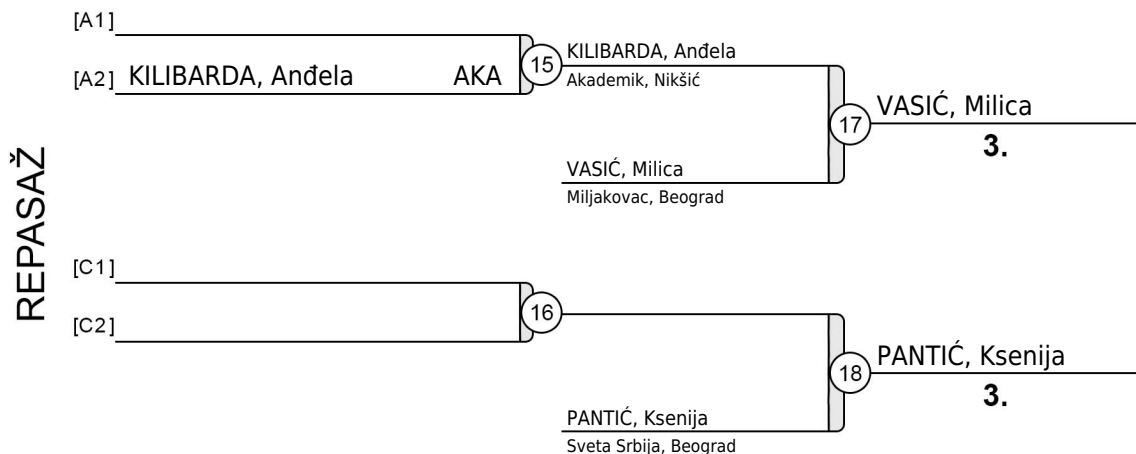 REPASAŽ
[A1]
[A2] KILIBARDA, Anđela AKA
15
KILIBARDA, Anđela
Akademik, Nikšić
VASIĆ, Milica
Miljakovac, Beograd
17
VASIĆ, Milica
3.
[C1]
[C2]
16
PANTIĆ, Ksenija
Sveta Srbija, Beograd
18
PANTIĆ, Ksenija
3.